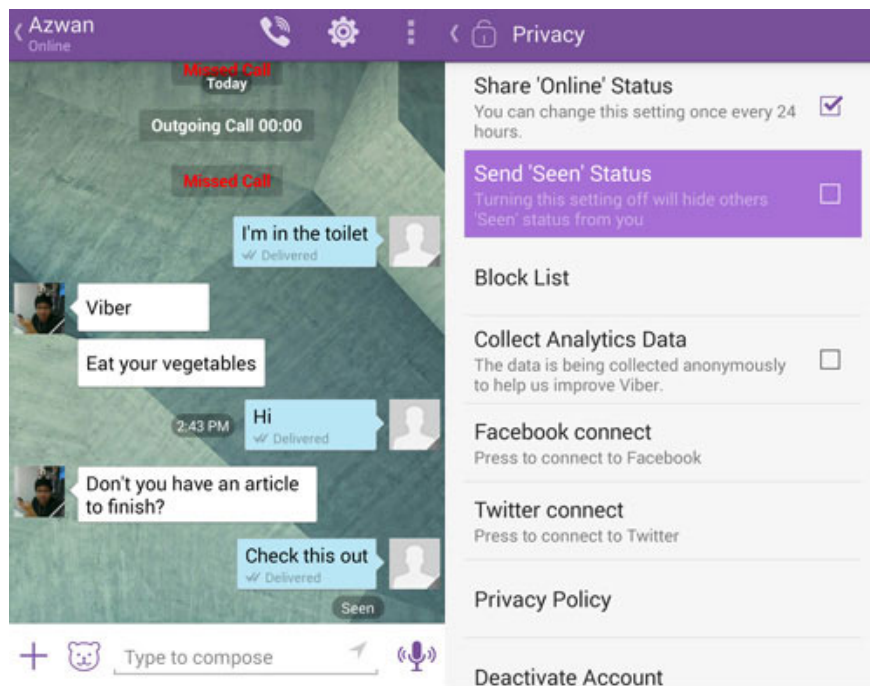 Azwan
Online
Missed Call
Today
Outgoing Call 00:00
Missed Call
I'm in the toilet
Delivered
Viber
Eat your vegetables
2:43 PM
Hi
Delivered
Don't you have an article
to finish?
Check this out
Delivered
Seen
Type to compose
Privacy
Share 'Online' Status
You can change this setting once every 24
hours.
Send 'Seen' Status
Turning this setting off will hide others
'Seen' status from you
Block List
Collect Analytics Data
The data is being collected anonymously
to help us improve Viber.
Facebook connect
Press to connect to Facebook
Twitter connect
Press to connect to Twitter
Privacy Policy
Deactivate Account